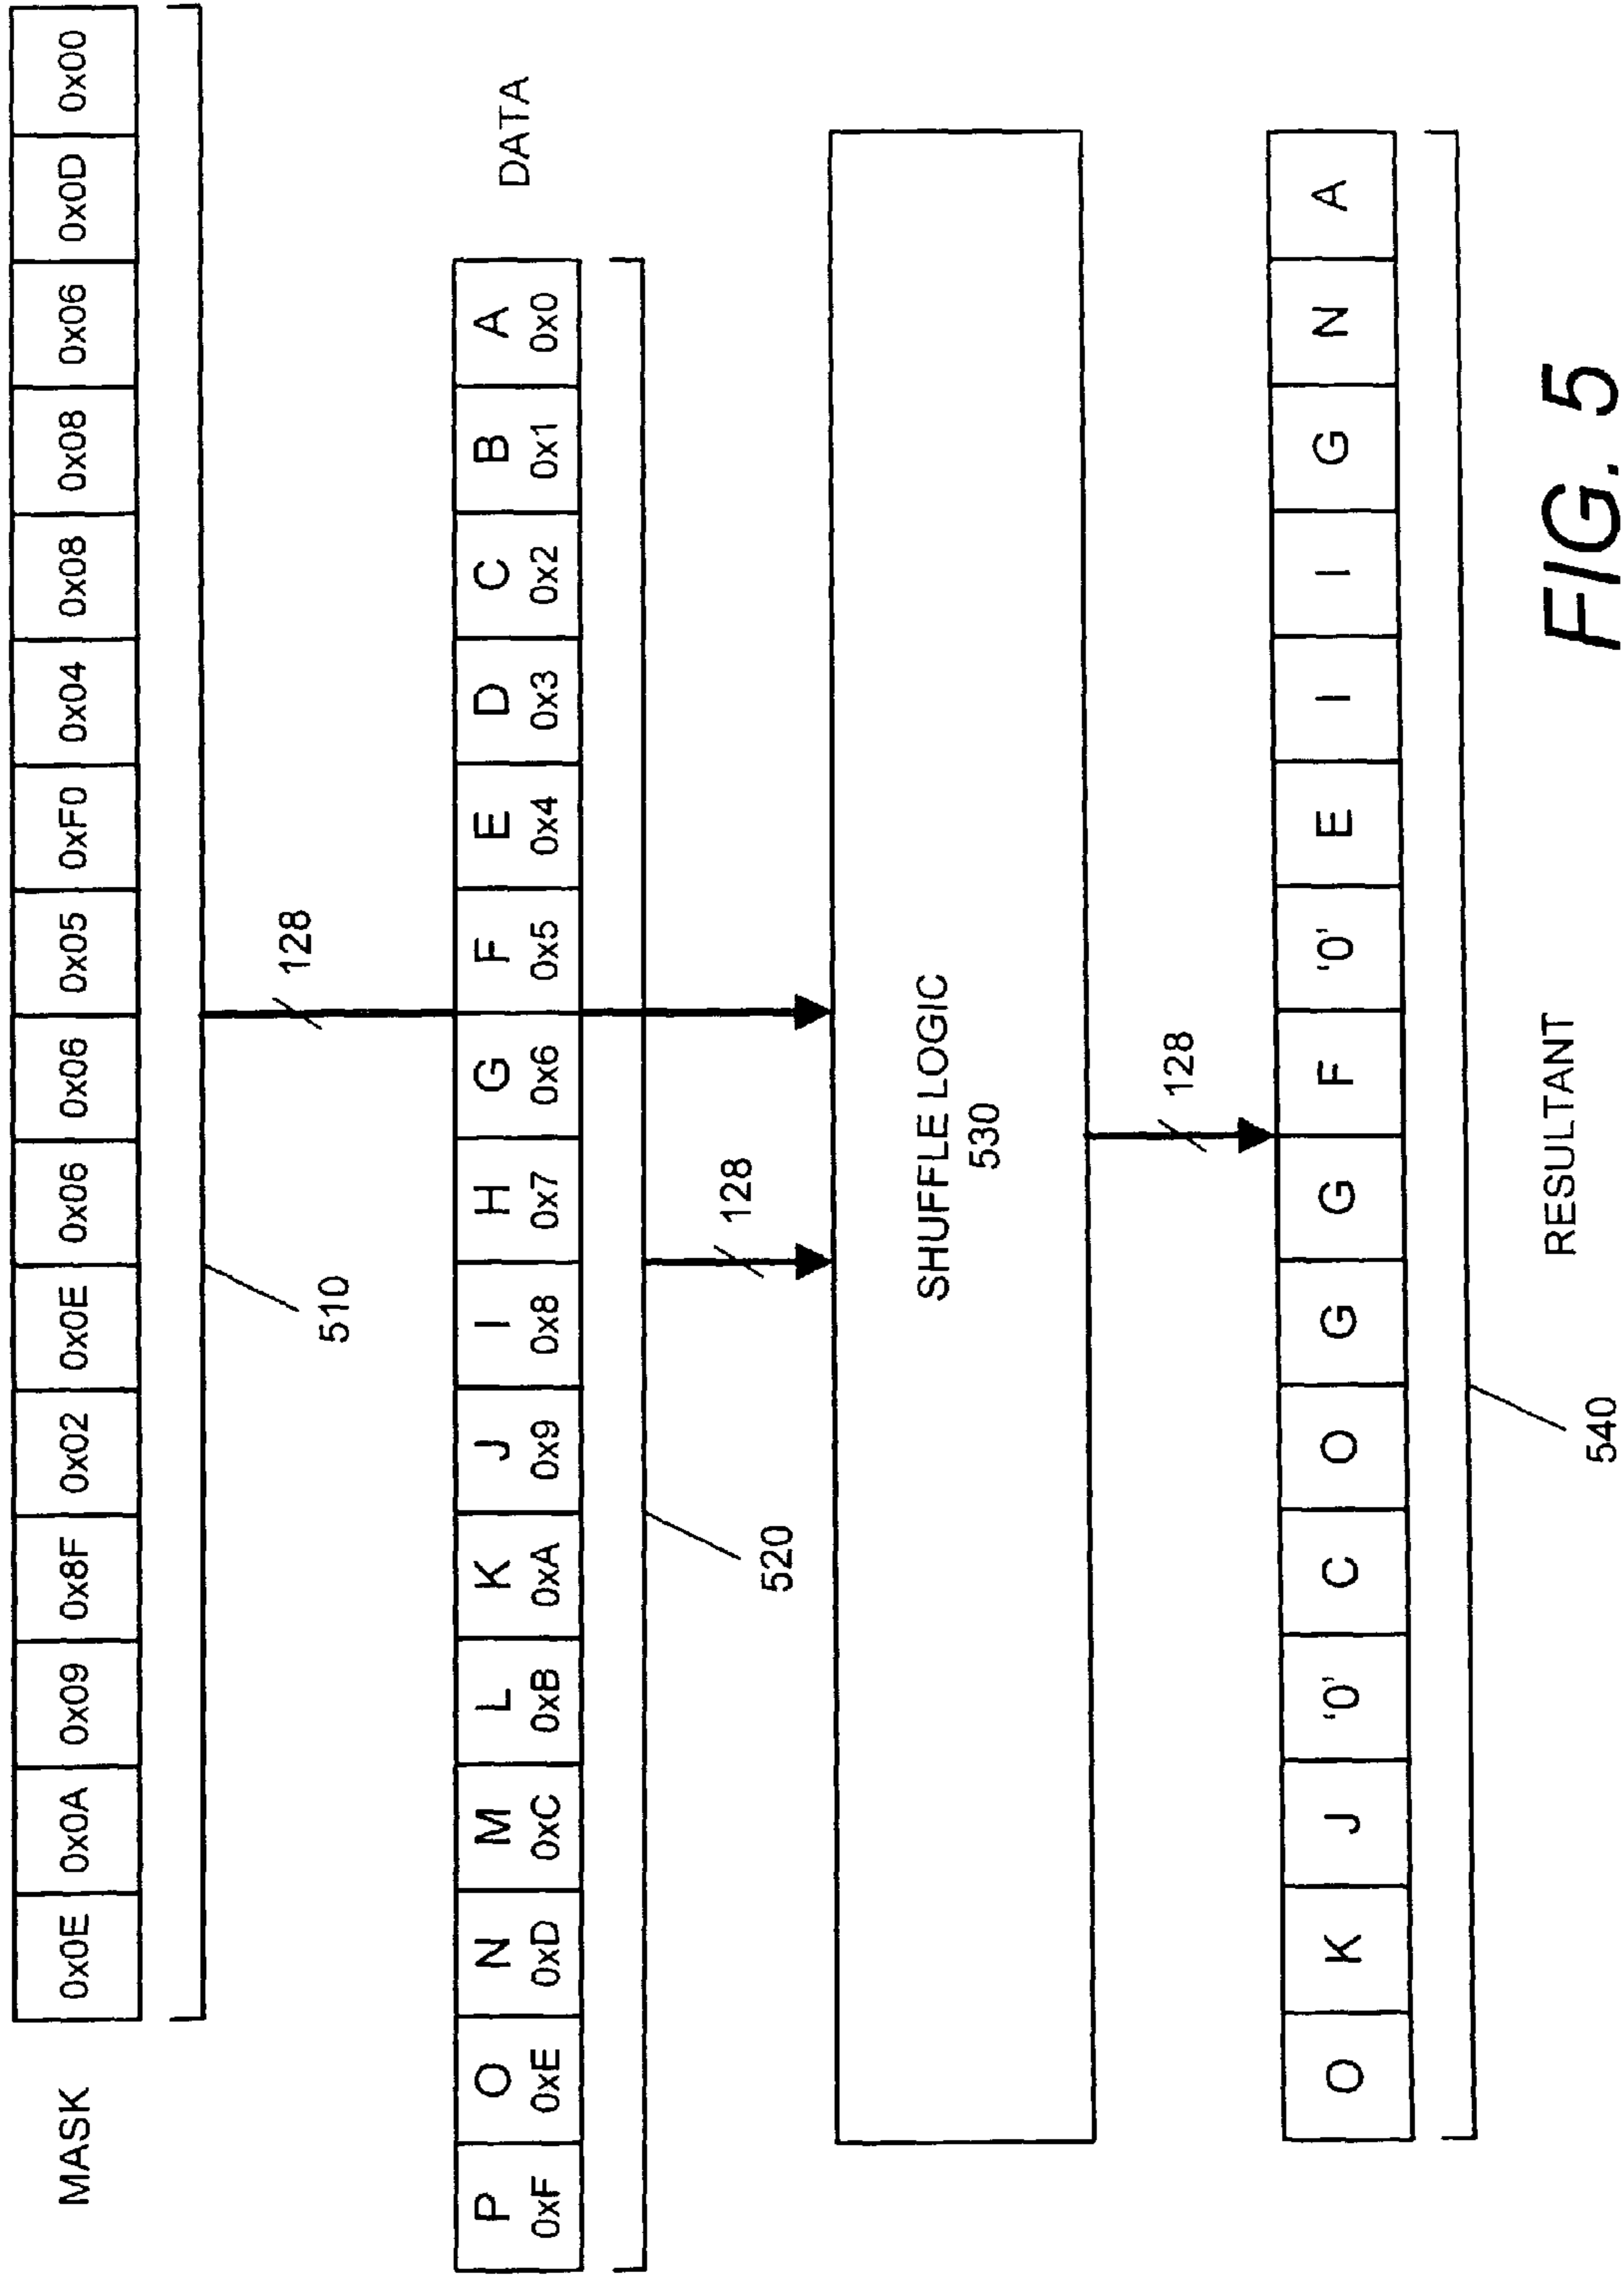 MASK
0x0E 0x0A 0x09 0x8F 0x02 0x0E 0x06 0x06 0x05 0xF0 0x04 0x08 0x08 0x06 0x0D 0x00
510
128
DATA
P O N M L K J I H G F E D C B A
0xF 0xE 0xD 0xC 0xB 0xA 0x9 0x8 0x7 0x6 0x5 0x4 0x3 0x2 0x1 0x0
520
128
SHUFFLE LOGIC
530
128
O K J '0' C O G G F '0' E I I G N A
540
RESULTANT
FIG. 5